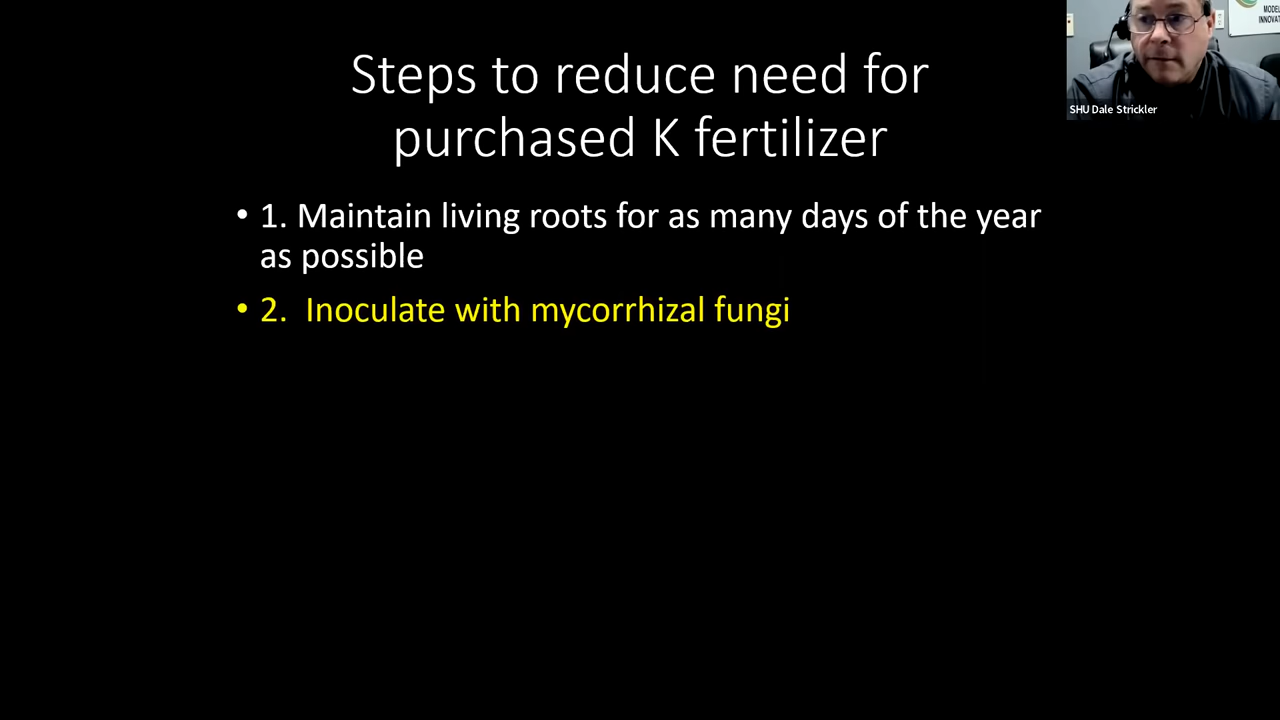 Steps to reduce need for
purchased K fertilizer
• 1. Maintain living roots for as many days of the year
as possible
• 2. Inoculate with mycorrhizal fungi
SHU Dale Strickler